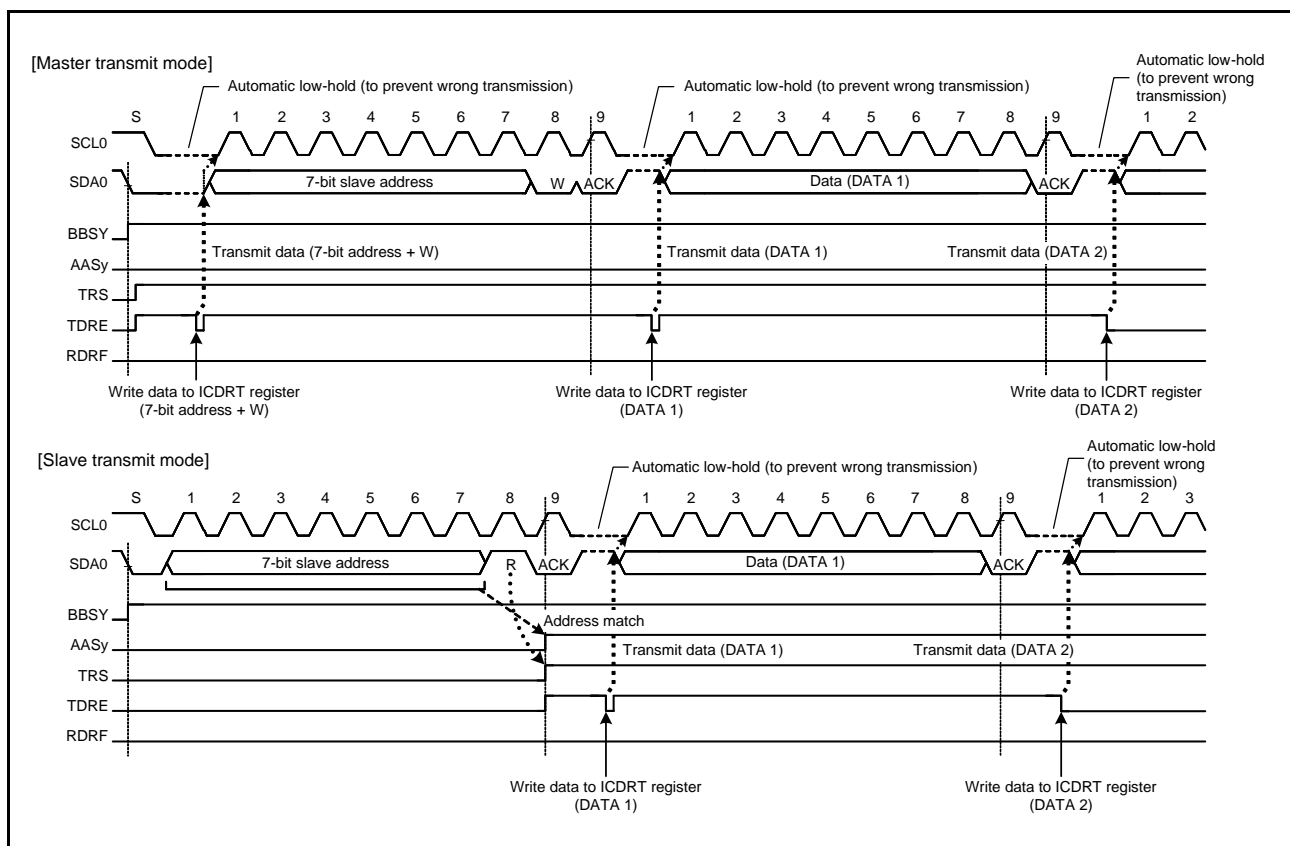 [Master transmit mode]
Automatic low-hold (to prevent wrong transmission)
Automatic low-hold (to prevent wrong transmission)
Automatic low-hold
(to prevent wrong
transmission)
S 1 2 3 4 5 6 7 8 9 1 2 3 4 5 6 7 8 9 1 2
SCL0
SDA0 7-bit slave address W ACK Data (DATA 1) ACK
BBSY
Transmit data (7-bit address + W) Transmit data (DATA 1) Transmit data (DATA 2)
AASy
TRS
TDRE
RDRF
Write data to ICDRT register
(7-bit address + W)
Write data to ICDRT register
(DATA 1)
Write data to ICDRT register
(DATA 2)
[Slave transmit mode]
Automatic low-hold (to prevent wrong transmission)
Automatic low-hold
(to prevent wrong
transmission)
S 1 2 3 4 5 6 7 8 9 1 2 3 4 5 6 7 8 9 1 2 3
SCL0
SDA0 7-bit slave address R ACK Data (DATA 1) ACK
BBSY
Address match
AASy
Transmit data (DATA 1) Transmit data (DATA 2)
TRS
TDRE
RDRF
Write data to ICDRT register
(DATA 1)
Write data to ICDRT register
(DATA 2)